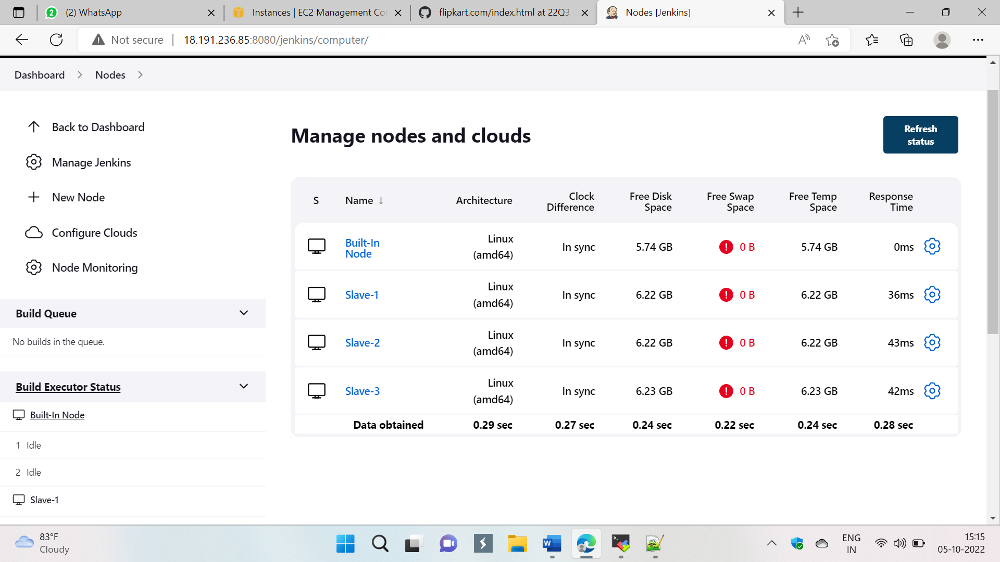 2
(2) WhatsApp
Instances | EC2 Management Co
flipkart.com/index.html at 22Q3
Nodes [Jenkins]
Not secure
18.191.236.85:8080/jenkins/computer/
Dashboard
Nodes
Back to Dashboard
Manage Jenkins
New Node
Configure Clouds
Node Monitoring
Build Queue
No builds in the queue.
Build Executor Status
Built-In Node
1 Idle
2 Idle
Slave-1
Manage nodes and clouds
Refresh
status
S Name ↓ Architecture Clock Difference Free Disk Space Free Swap Space Free Temp Space Response Time
Built-In Node Linux (amd64) In sync 5.74 GB ! 0 B 5.74 GB 0ms
Slave-1 Linux (amd64) In sync 6.22 GB ! 0 B 6.22 GB 36ms
Slave-2 Linux (amd64) In sync 6.22 GB ! 0 B 6.22 GB 43ms
Slave-3 Linux (amd64) In sync 6.23 GB ! 0 B 6.23 GB 42ms
Data obtained 0.29 sec 0.27 sec 0.24 sec 0.22 sec 0.24 sec 0.28 sec
83°F
Cloudy
W
ENG
IN
15:15
05-10-2022